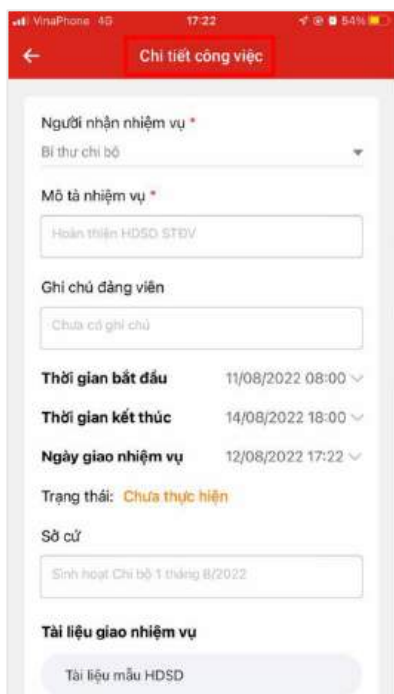 VinaPhone 4G 17:22 54%
Chi tiết công việc
Người nhận nhiệm vụ *
Bí thư chi bộ
Mô tả nhiệm vụ *
Hoàn thiện HDSD STĐV
Ghi chú đảng viên
Chưa có ghi chú
Thời gian bắt đầu 11/08/2022 08:00
Thời gian kết thúc 14/08/2022 18:00
Ngày giao nhiệm vụ 12/08/2022 17:22
Trạng thái: Chưa thực hiện
Sở cứ
Sinh hoạt Chi bộ 1 tháng 8/2022
Tài liệu giao nhiệm vụ
Tài liệu mẫu HDSD